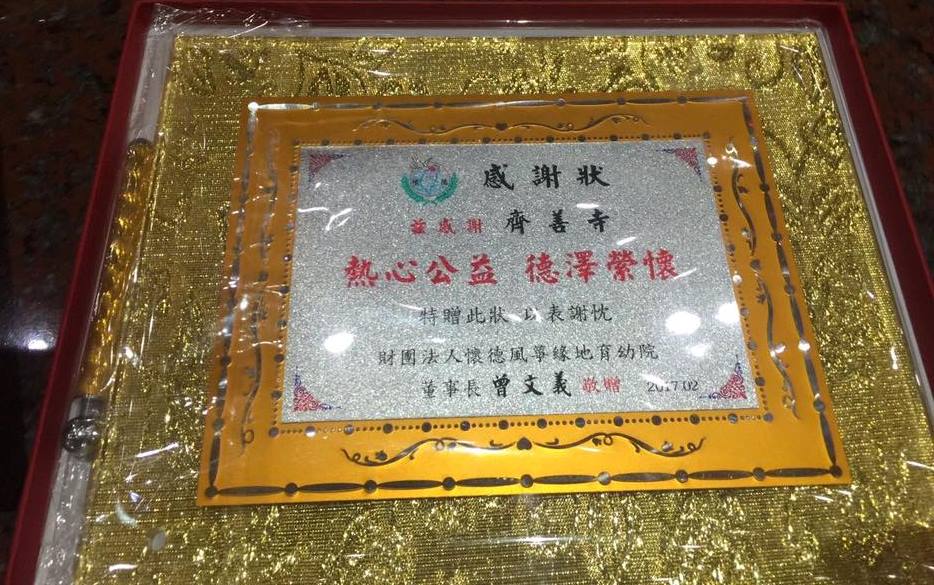 感謝狀
茲感謝 齊善寺
熱心公益 德澤縈懷
特贈此狀 以表謝忱
財團法人懷德風箏緣地育幼院
董事長 曾文義 敬贈 2017.02